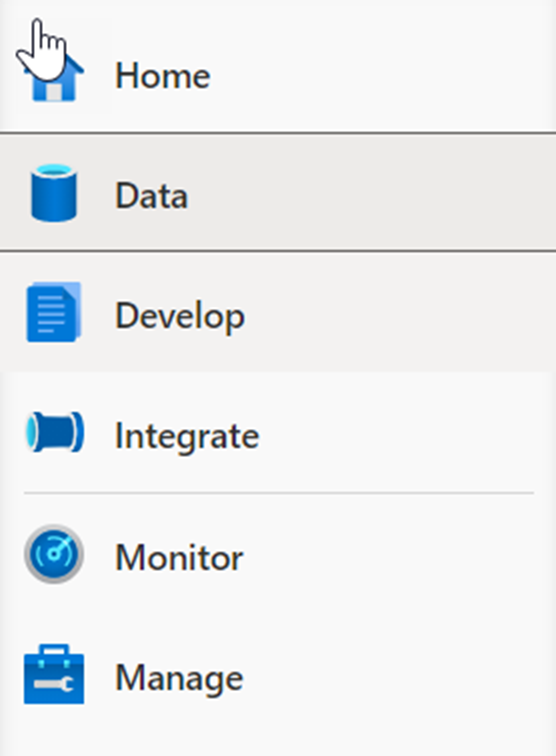 Home
Data
Develop
Integrate
Monitor
Manage